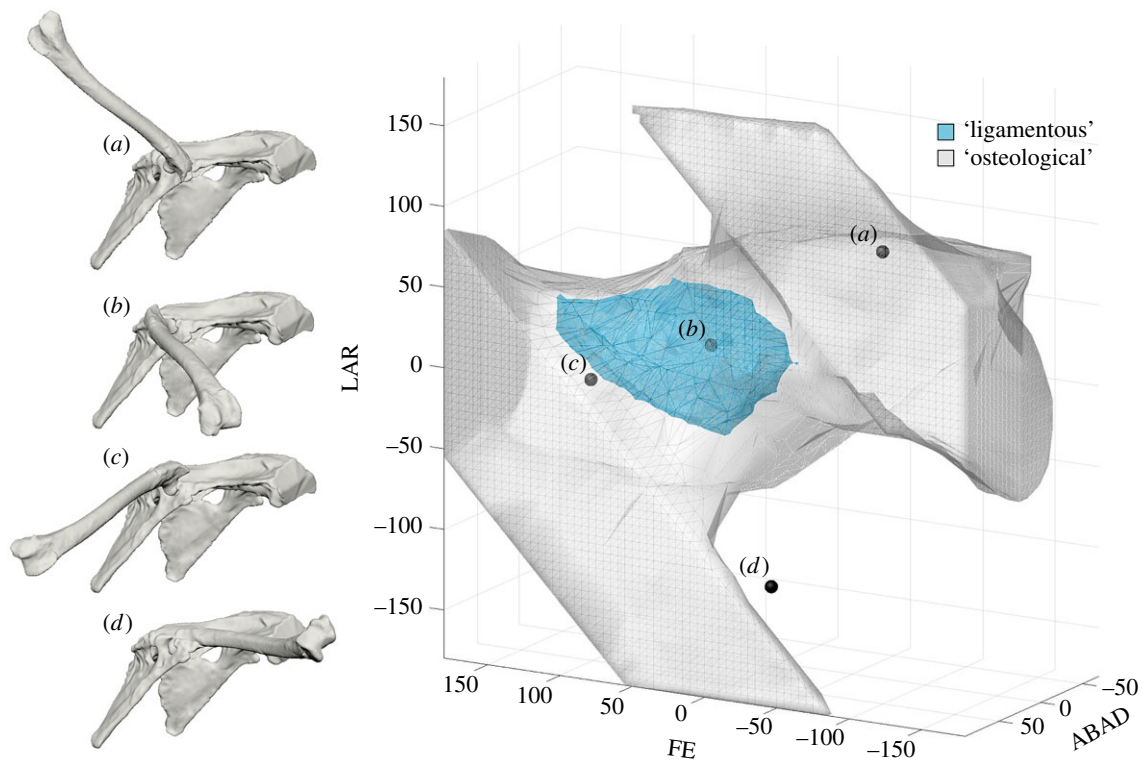 (a)
(b)
(c)
(d)
150
100
50
0
–50
–100
–150
LAR
‘ligamentous’
‘osteological’
(a)
(b)
(c)
(d)
150
100
50
0
–50
–100
–150
FE
–50
0
50
ABAD